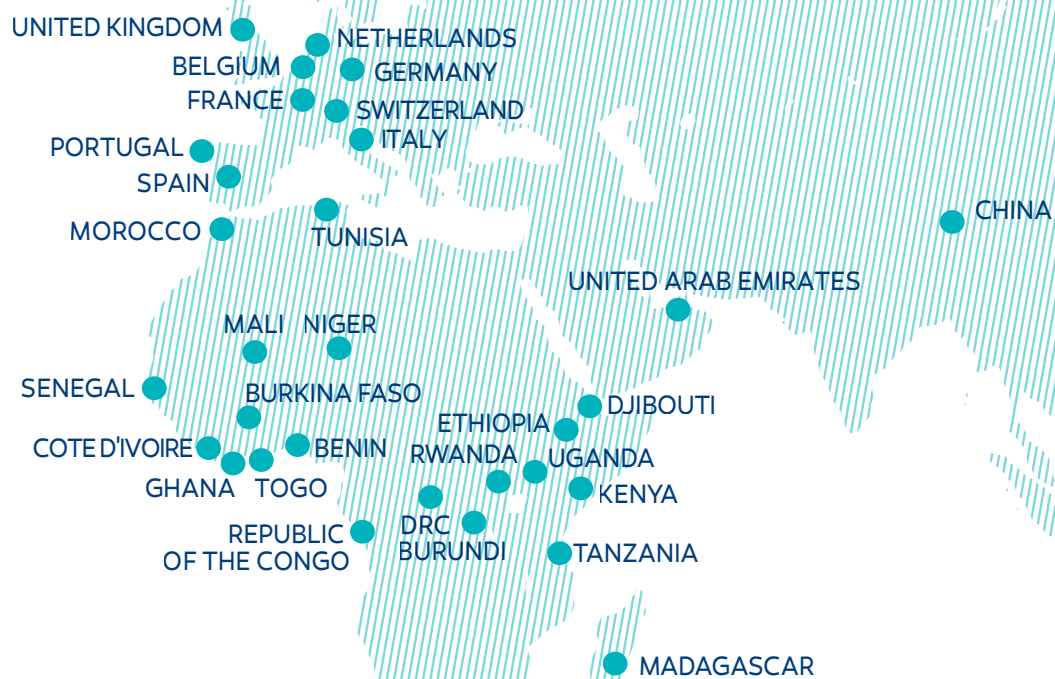 UNITED KINGDOM
NETHERLANDS
BELGIUM
GERMANY
FRANCE
SWITZERLAND
ITALY
PORTUGAL
SPAIN
MOROCCO
TUNISIA
CHINA
UNITED ARAB EMIRATES
MALI
NIGER
SENEGAL
BURKINA FASO
DJIBOUTI
ETHIOPIA
COTE D'IVOIRE
BENIN
RWANDA
UGANDA
GHANA
TOGO
KENYA
DRC
REPUBLIC
OF THE CONGO
BURUNDI
TANZANIA
MADAGASCAR